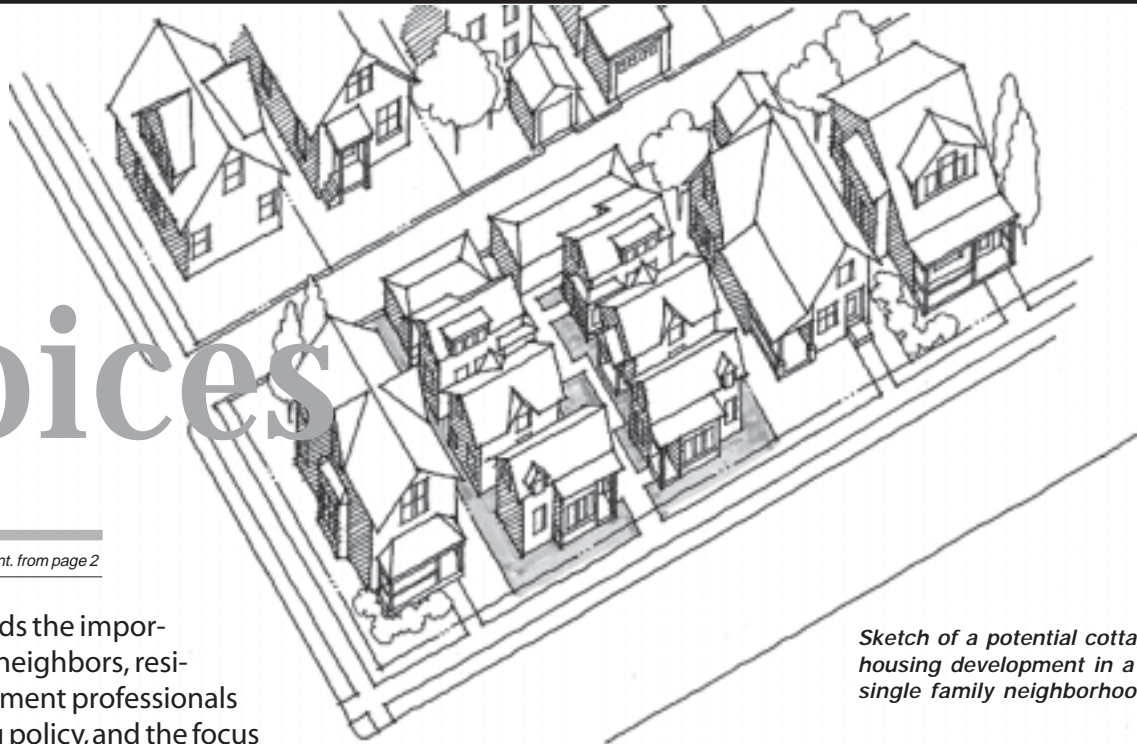 oices
nt. from page 2
ds the impor-
neighbors, resi-
ment professionals
policy, and the focus
Sketch of a potential cotta
housing development in a
single family neighborhoo